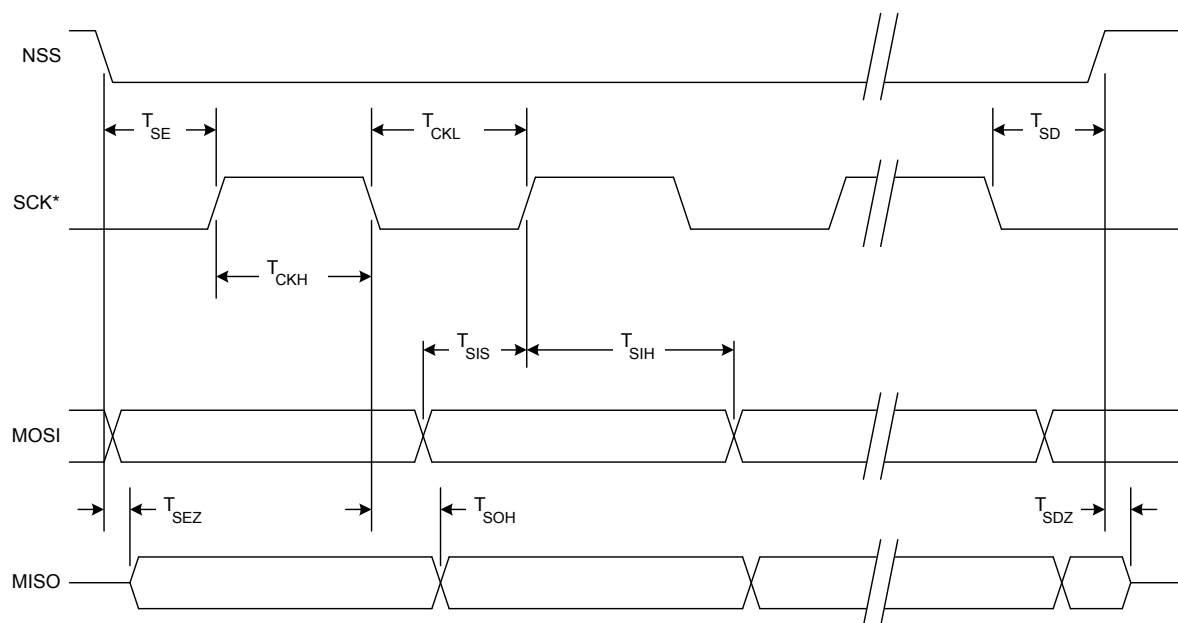 NSS
T_SE
T_CKL
T_SD
SCK*
T_CKH
T_SIS
T_SIH
MOSI
T_SEZ
T_SOH
T_SDZ
MISO